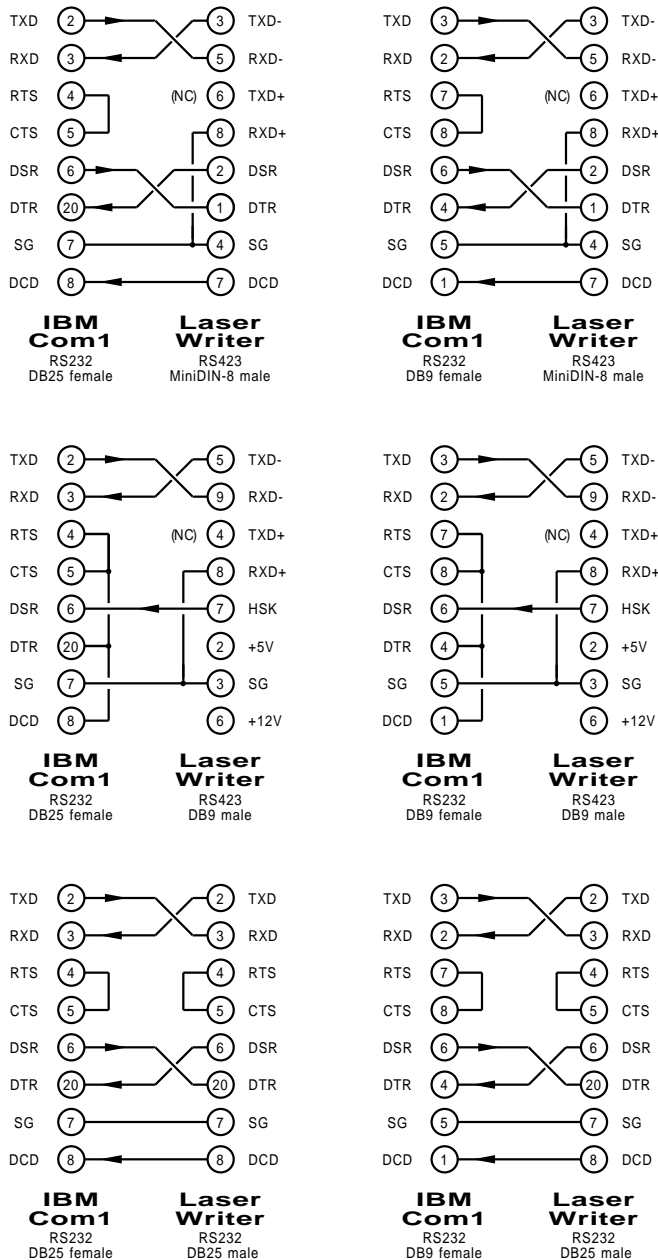 TXD 2 3 TXD-
RXD 3 5 RXD-
RTS 4 (NC) 6 TXD+
CTS 5 8 RXD+
DSR 6 2 DSR
DTR 20 1 DTR
SG 7 4 SG
DCD 8 7 DCD
IBM Laser
Com1 Writer
RS232 RS423
DB25 female MiniDIN-8 male
TXD 3 3 TXD-
RXD 2 5 RXD-
RTS 7 (NC) 6 TXD+
CTS 8 8 RXD+
DSR 6 2 DSR
DTR 4 1 DTR
SG 5 4 SG
DCD 1 7 DCD
IBM Laser
Com1 Writer
RS232 RS423
DB9 female MiniDIN-8 male
TXD 2 5 TXD-
RXD 3 9 RXD-
RTS 4 (NC) 4 TXD+
CTS 5 8 RXD+
DSR 6 7 HSK
DTR 20 2 +5V
SG 7 3 SG
DCD 8 6 +12V
IBM Laser
Com1 Writer
RS232 RS423
DB25 female DB9 male
TXD 3 5 TXD-
RXD 2 9 RXD-
RTS 7 (NC) 4 TXD+
CTS 8 8 RXD+
DSR 6 7 HSK
DTR 4 2 +5V
SG 5 3 SG
DCD 1 6 +12V
IBM Laser
Com1 Writer
RS232 RS423
DB9 female DB9 male
TXD 2 2 TXD
RXD 3 3 RXD
RTS 4 4 RTS
CTS 5 5 CTS
DSR 6 6 DSR
DTR 20 20 DTR
SG 7 7 SG
DCD 8 8 DCD
IBM Laser
Com1 Writer
RS232 RS232
DB25 female DB25 male
TXD 3 2 TXD
RXD 2 3 RXD
RTS 7 4 RTS
CTS 8 5 CTS
DSR 6 6 DSR
DTR 4 20 DTR
SG 5 7 SG
DCD 1 8 DCD
IBM Laser
Com1 Writer
RS232 RS232
DB9 female DB25 male